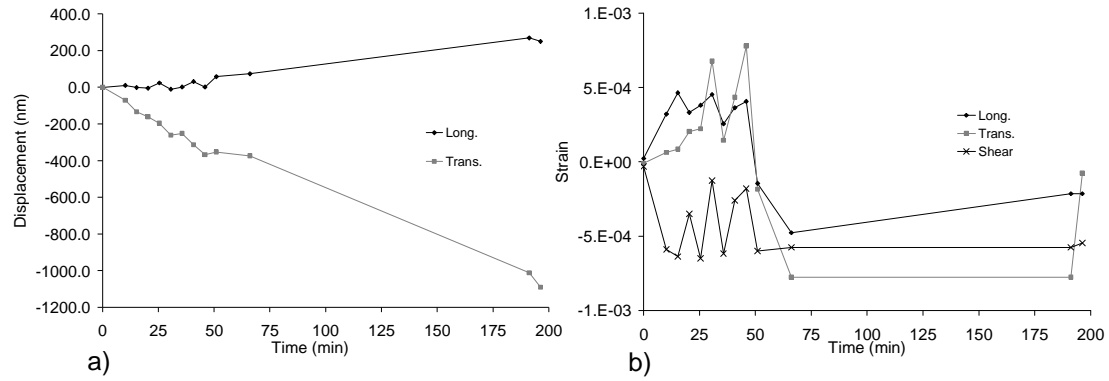 400.0
200.0
0.0
-200.0
-400.0
-600.0
-800.0
-1000.0
-1200.0
Displacement (nm)
Long.
Trans.
0 25 50 75 100 125 150 175 200
Time (min)
a)
1.E-03
5.E-04
0.E+00
-5.E-04
-1.E-03
Strain
Long.
Trans.
Shear
0 25 50 75 100 125 150 175 200
Time (min)
b)